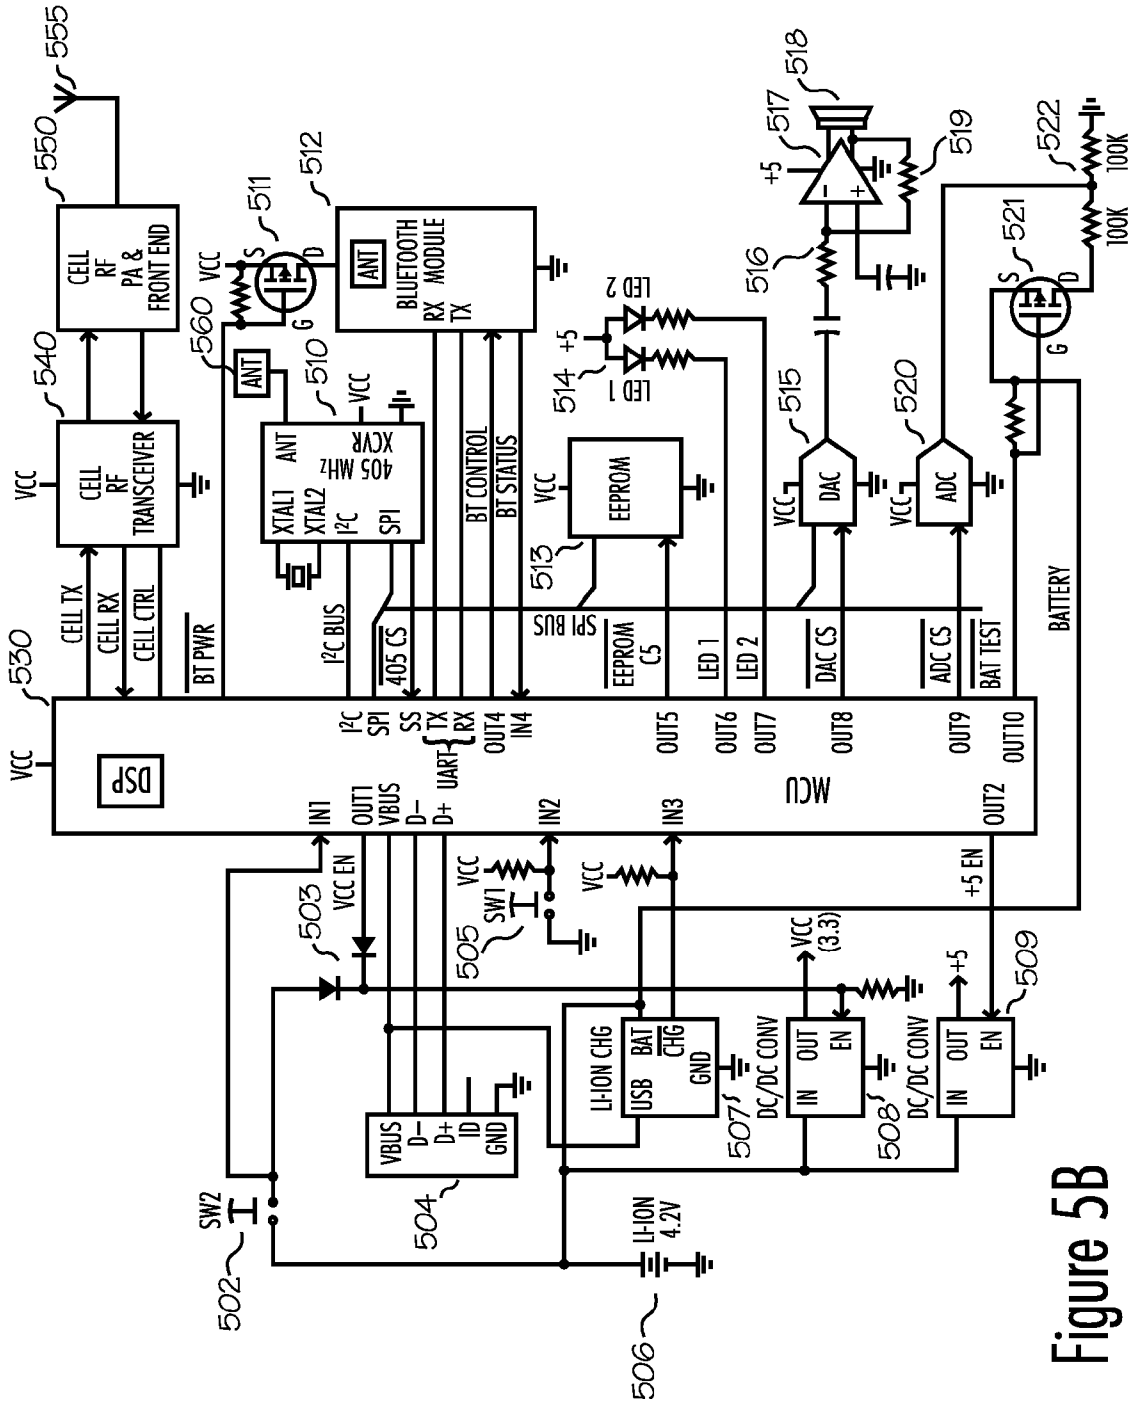 555
550
CELL
RF
PA &
FRONT END
540
VCC
CELL
RF
TRANSCEIVER
CELL TX
CELL RX
CELL CTRL
530
VCC
DSP
MCU
BT PWR
560
ANT
VCC
511
S
D
G
512
ANT
BLUETOOTH
MODULE
RX
TX
510
ANT
XTAL1
XTAL2
I²C
SPI
405 MHz
XCVR
VCC
I²C BUS
405 CS
BT CONTROL
BT STATUS
I²C
SPI
SS
TX
RX
UART
OUT4
IN4
OUT5
OUT6
OUT7
OUT8
OUT9
OUT10
513
VCC
EEPROM
SPI BUS
EEPROM
C5
514
+5
LED 1
LED 2
LED 1
LED 2
515
VCC
DAC
DAC CS
516
517
+5
-
+
518
519
520
VCC
ADC
ADC CS
BAT TEST
521
S
D
G
522
100K
100K
BATTERY
IN1
OUT1
VBUS
D-
D+
IN2
IN3
OUT2
VCC EN
503
VCC
SW1
505
VCC
+5 EN
SW2
502
VBUS
D-
D+
ID
GND
504
LI-ION CHG
USB
BAT
CHG
GND
507
VCC
(3.3)
DC/DC CONV
IN
OUT
EN
508
+5
DC/DC CONV
IN
OUT
EN
509
LI-ION
4.2V
506
Figure 5B